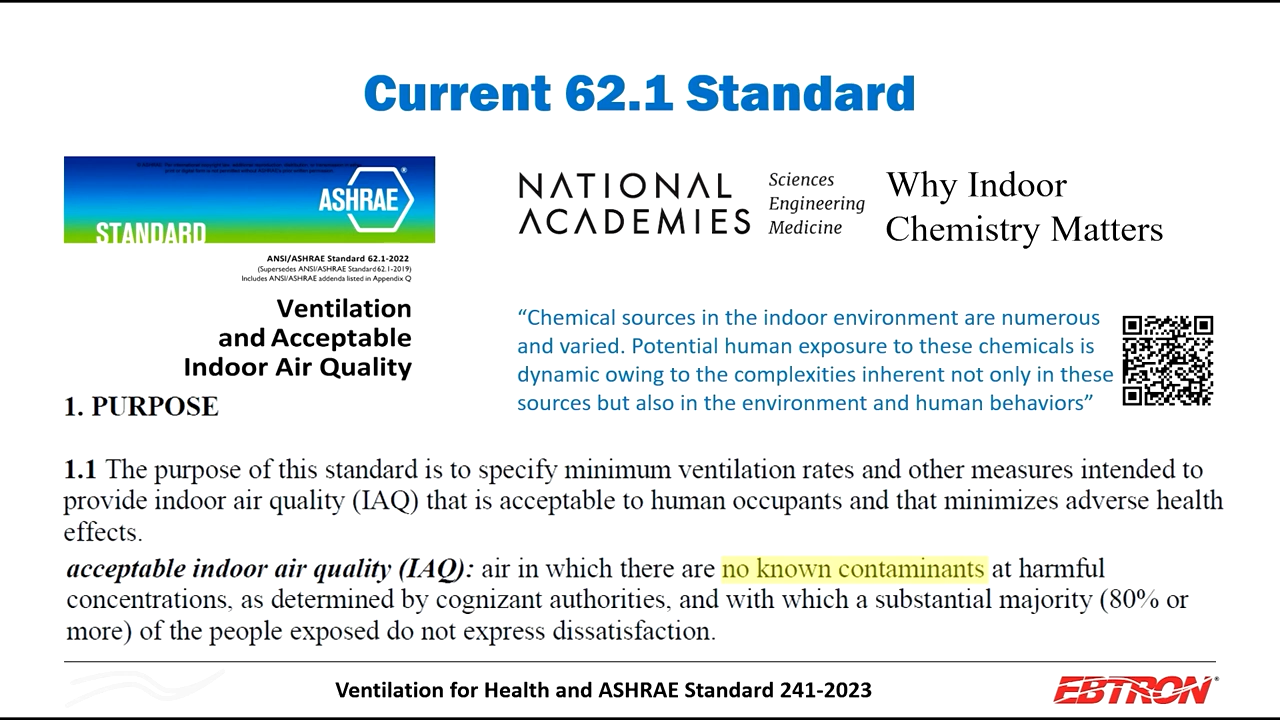 Current 62.1 Standard
ASHRAE®
STANDARD
ANSI/ASHRAE Standard 62.1-2022
(Supersedes ANSI/ASHRAE Standard 62.1-2019)
Includes ANSI/ASHRAE addenda listed in Appendix Q
Ventilation
and Acceptable
Indoor Air Quality
NATIONAL
ACADEMIES
Sciences
Engineering
Medicine
Why Indoor
Chemistry Matters
“Chemical sources in the indoor environment are numerous
and varied. Potential human exposure to these chemicals is
dynamic owing to the complexities inherent not only in these
sources but also in the environment and human behaviors”
1. PURPOSE
1.1 The purpose of this standard is to specify minimum ventilation rates and other measures intended to
provide indoor air quality (IAQ) that is acceptable to human occupants and that minimizes adverse health
effects.
acceptable indoor air quality (IAQ): air in which there are no known contaminants at harmful
concentrations, as determined by cognizant authorities, and with which a substantial majority (80% or
more) of the people exposed do not express dissatisfaction.
Ventilation for Health and ASHRAE Standard 241-2023
EBTRON®